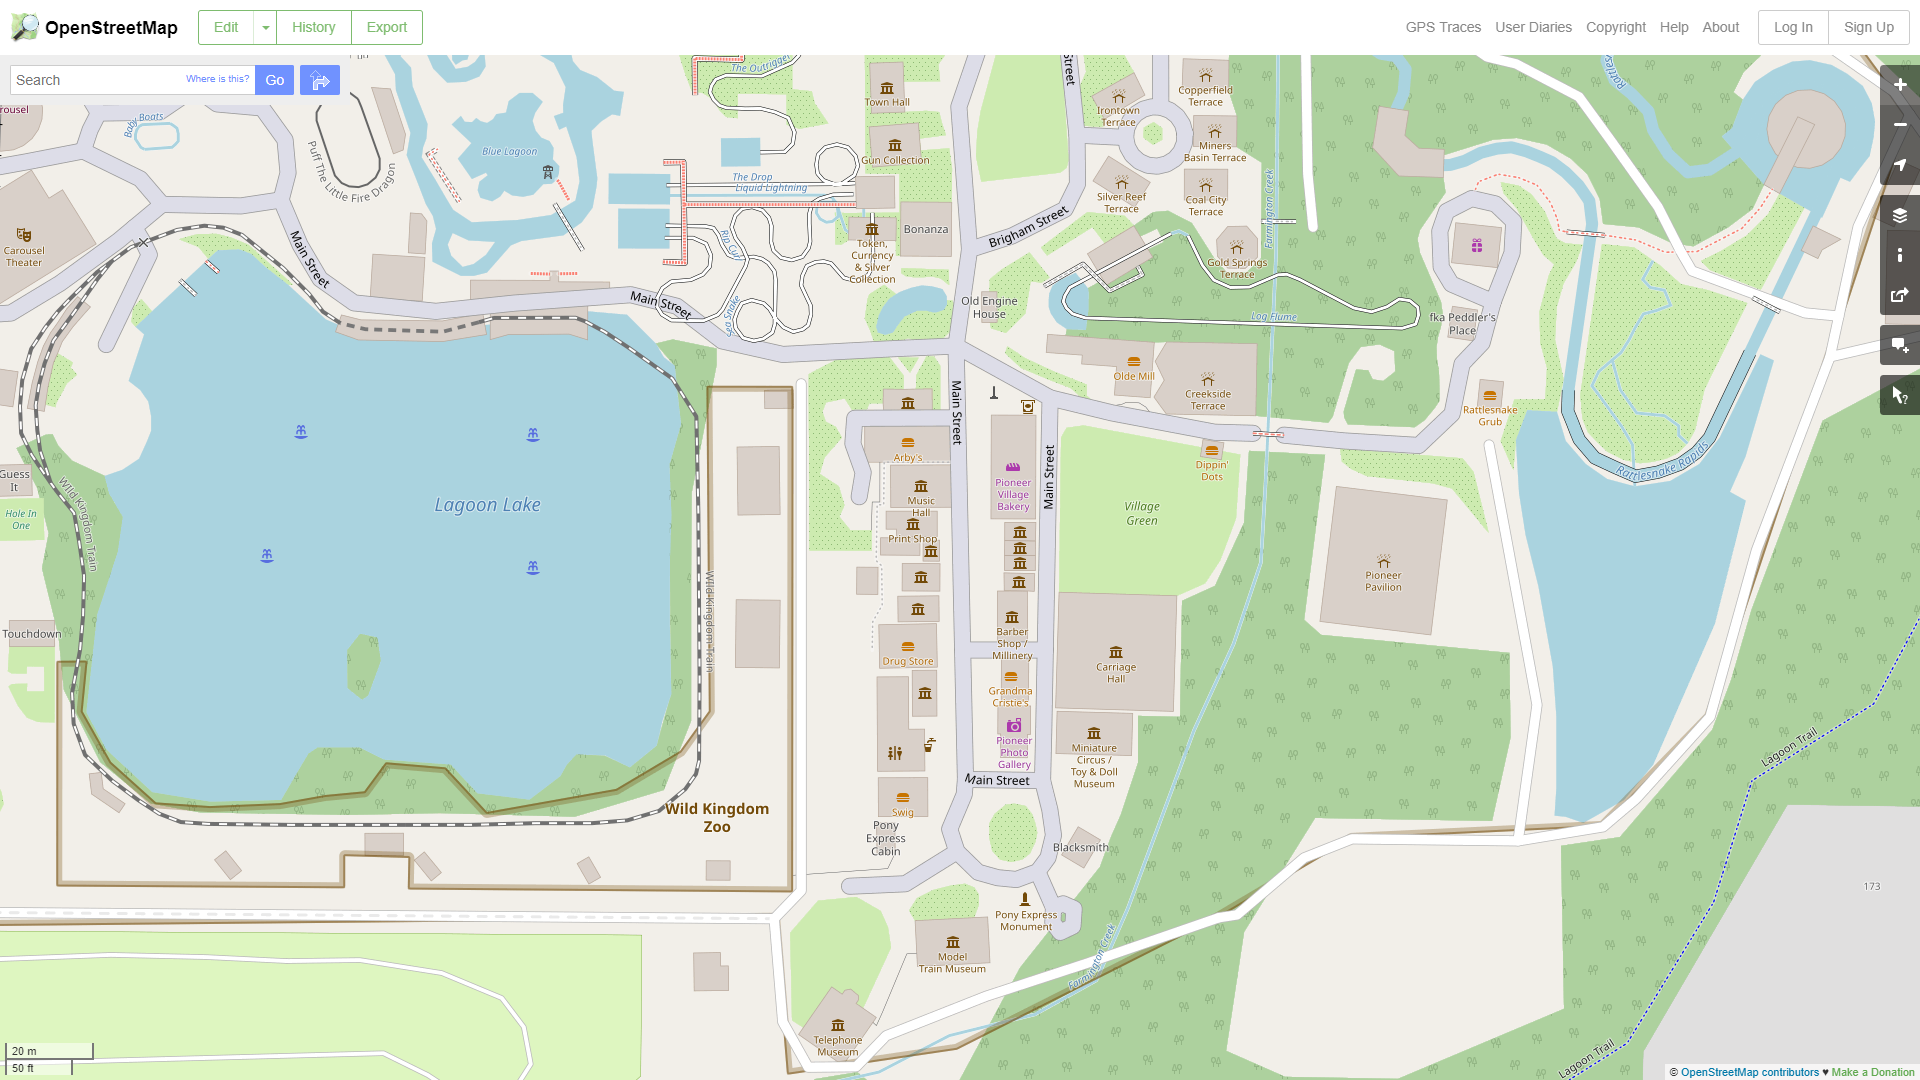 OpenStreetMap
Edit
History
Export
GPS Traces
User Diaries
Copyright
Help
About
Log In
Sign Up
Search
Where is this?
Go
The Outrigger
Street
Town Hall
Copperfield
Terrace
Irontown
Terrace
Baby Boats
Blue Lagoon
Gun Collection
Miners
Basin Terrace
Puff The Little Fire Dragon
The Drop
Liquid Lightning
Silver Reef
Terrace
Coal City
Terrace
Farmington Creek
Carousel
Theater
Main Street
Rip Curl
Token,
Currency
& Silver
Collection
Bonanza
Brigham Street
Gold Springs
Terrace
Main Street
Sea Snake
Old Engine
House
Log Flume
fka Peddler's
Place
Olde Mill
Creekside
Terrace
Rattlesnake
Grub
Main Street
Arby's
Guess
It
Wild Kingdom Train
Hole In
One
Lagoon Lake
Music
Hall
Print Shop
Pioneer
Village
Bakery
Main Street
Village
Green
Dippin'
Dots
Rattlesnake Rapids
Pioneer
Pavilion
Touchdown
Wild Kingdom Train
Drug Store
Barber
Shop /
Millinery
Carriage
Hall
Grandma
Cristie's
Pioneer
Photo
Gallery
Miniature
Circus /
Toy & Doll
Museum
Main Street
Wild Kingdom
Zoo
Swig
Pony
Express
Cabin
Blacksmith
Lagoon Trail
173
Pony Express
Monument
Model
Train Museum
Farmington Creek
Telephone
Museum
Lagoon Trail
20 m
50 ft
© OpenStreetMap contributors ♥ Make a Donation